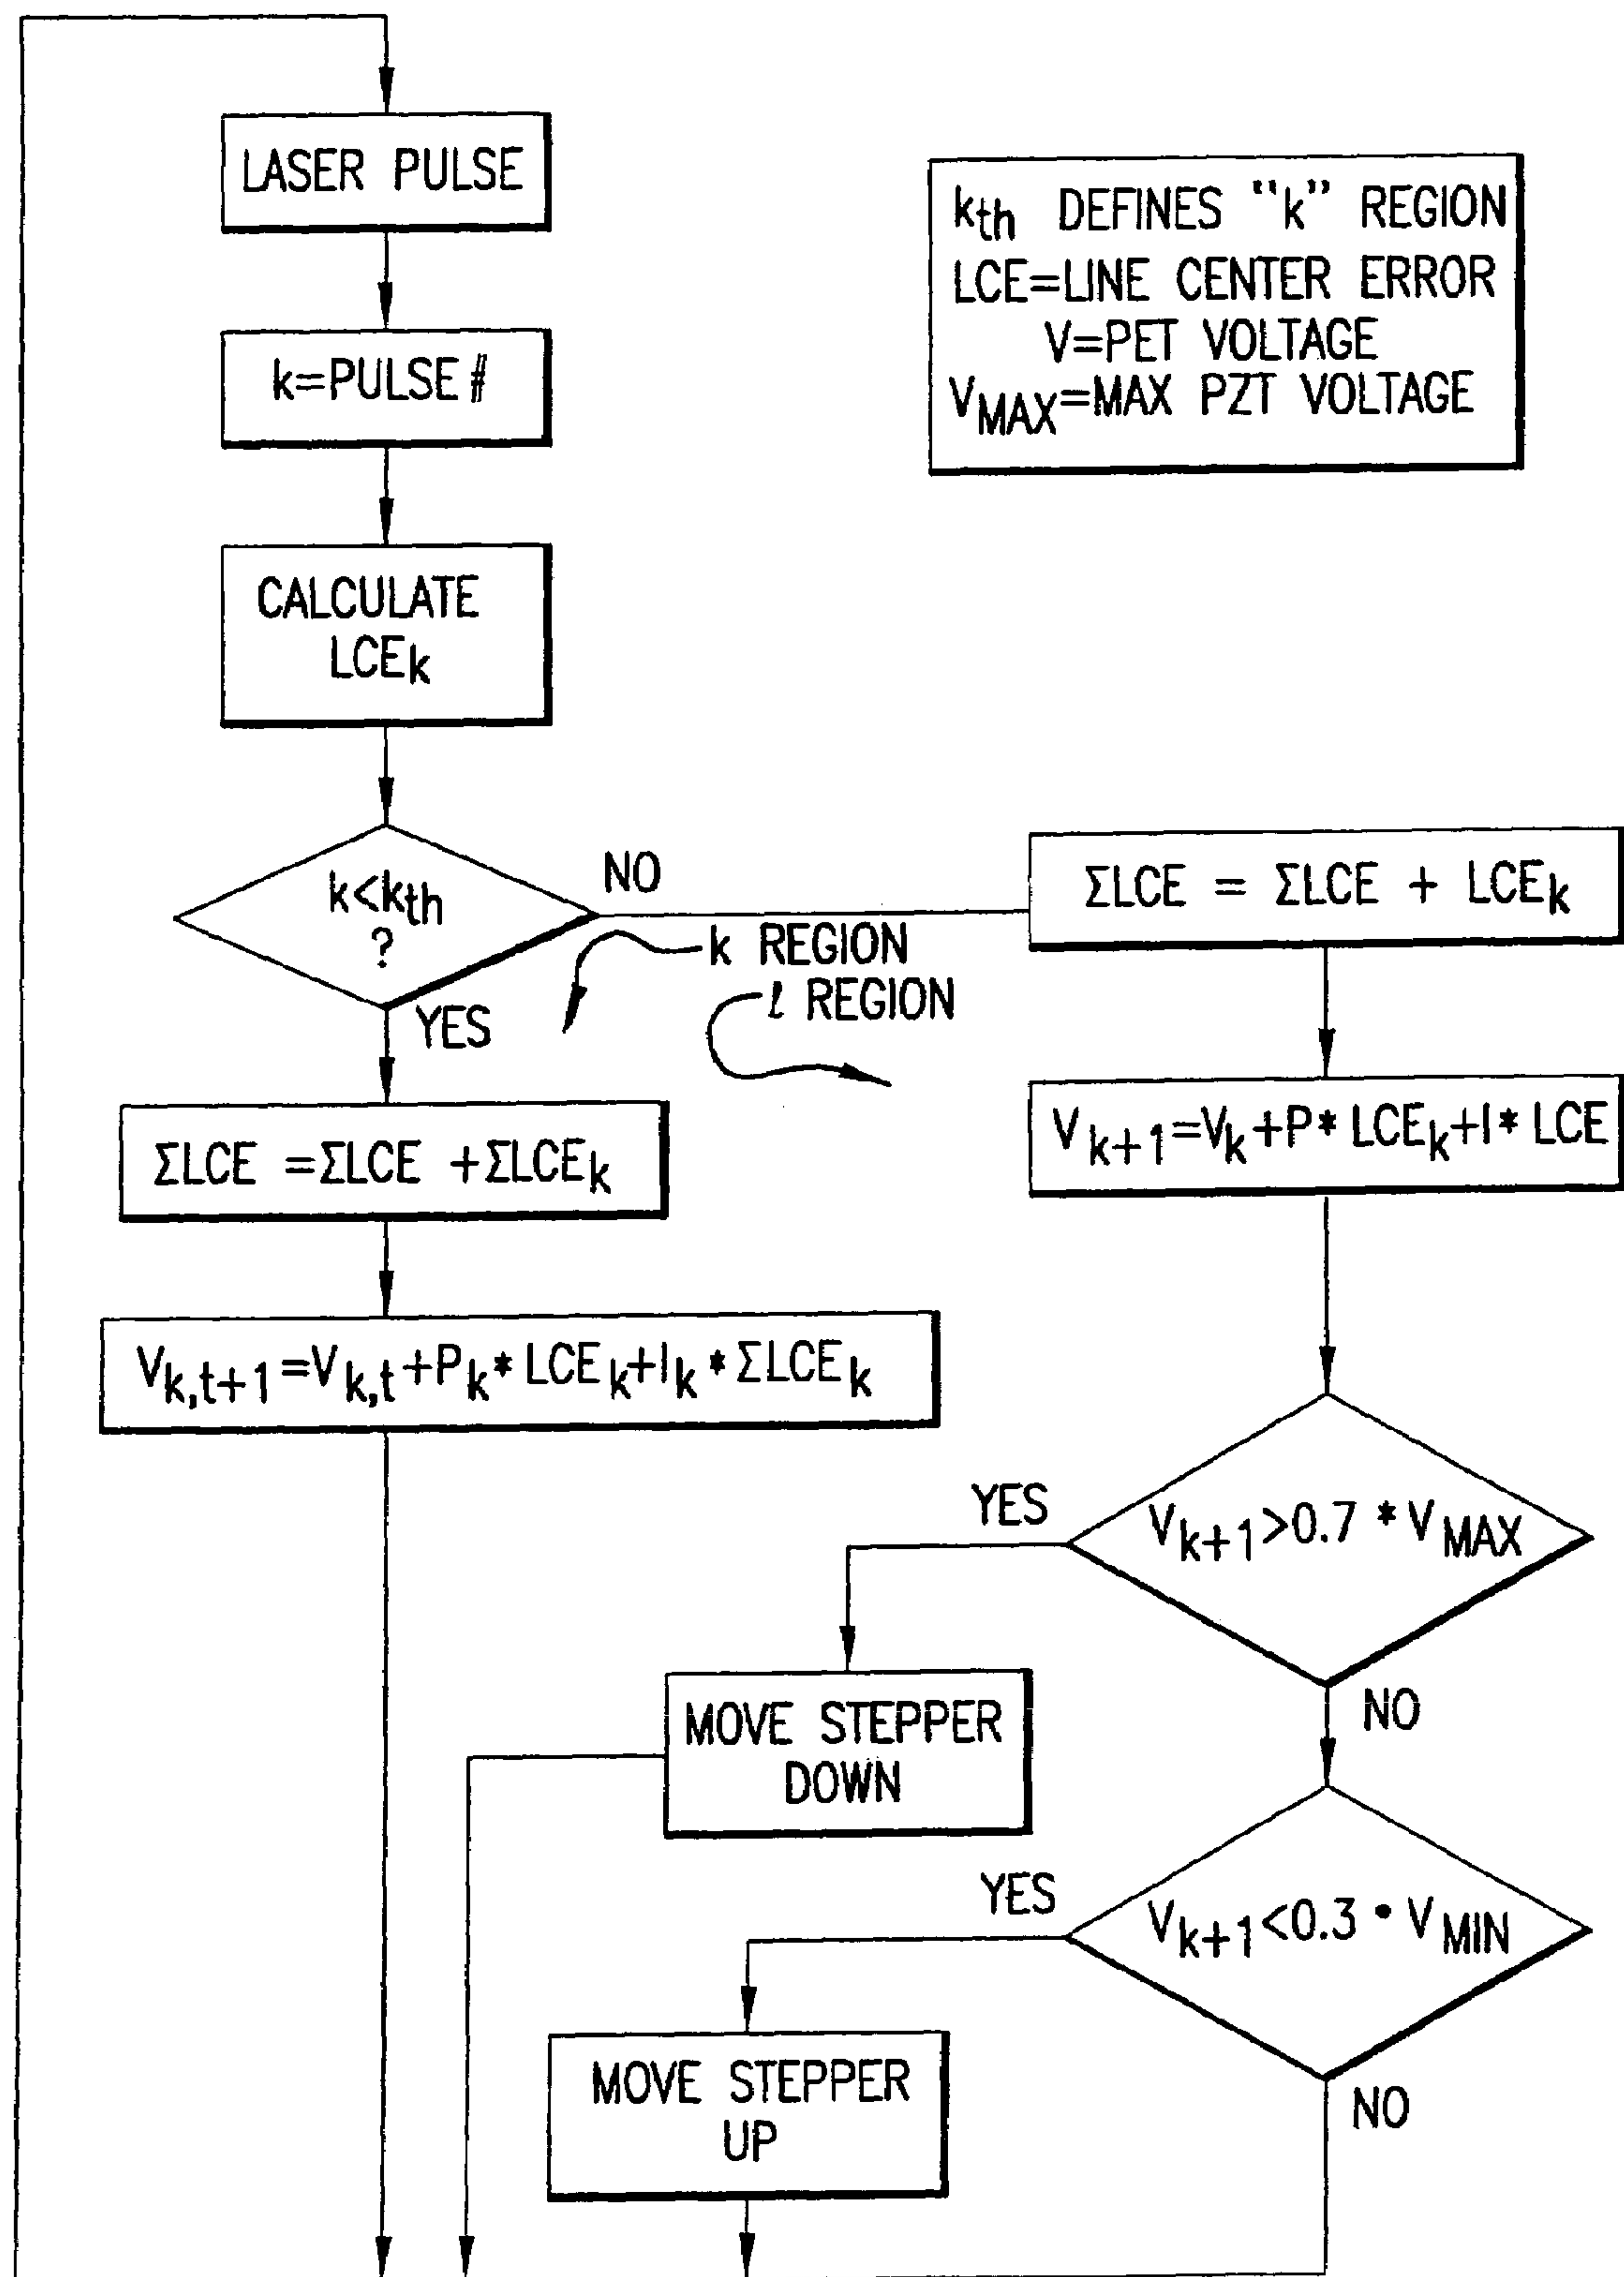 LASER PULSE
k=PULSE #
CALCULATE
LCEk
kth DEFINES "k" REGION
LCE=LINE CENTER ERROR
V=PET VOLTAGE
VMAX=MAX PZT VOLTAGE
k<kth
?
NO
YES
k REGION
ℓ REGION
ΣLCE = ΣLCE + LCEk
Vk+1=Vk+P* LCEk+I* LCE
ΣLCE =ΣLCE +ΣLCEk
Vk,t+1=Vk,t+Pk* LCEk+Ik* ΣLCEk
YES
Vk+1>0.7 * VMAX
NO
MOVE STEPPER
DOWN
YES
Vk+1<0.3 • VMIN
NO
MOVE STEPPER
UP